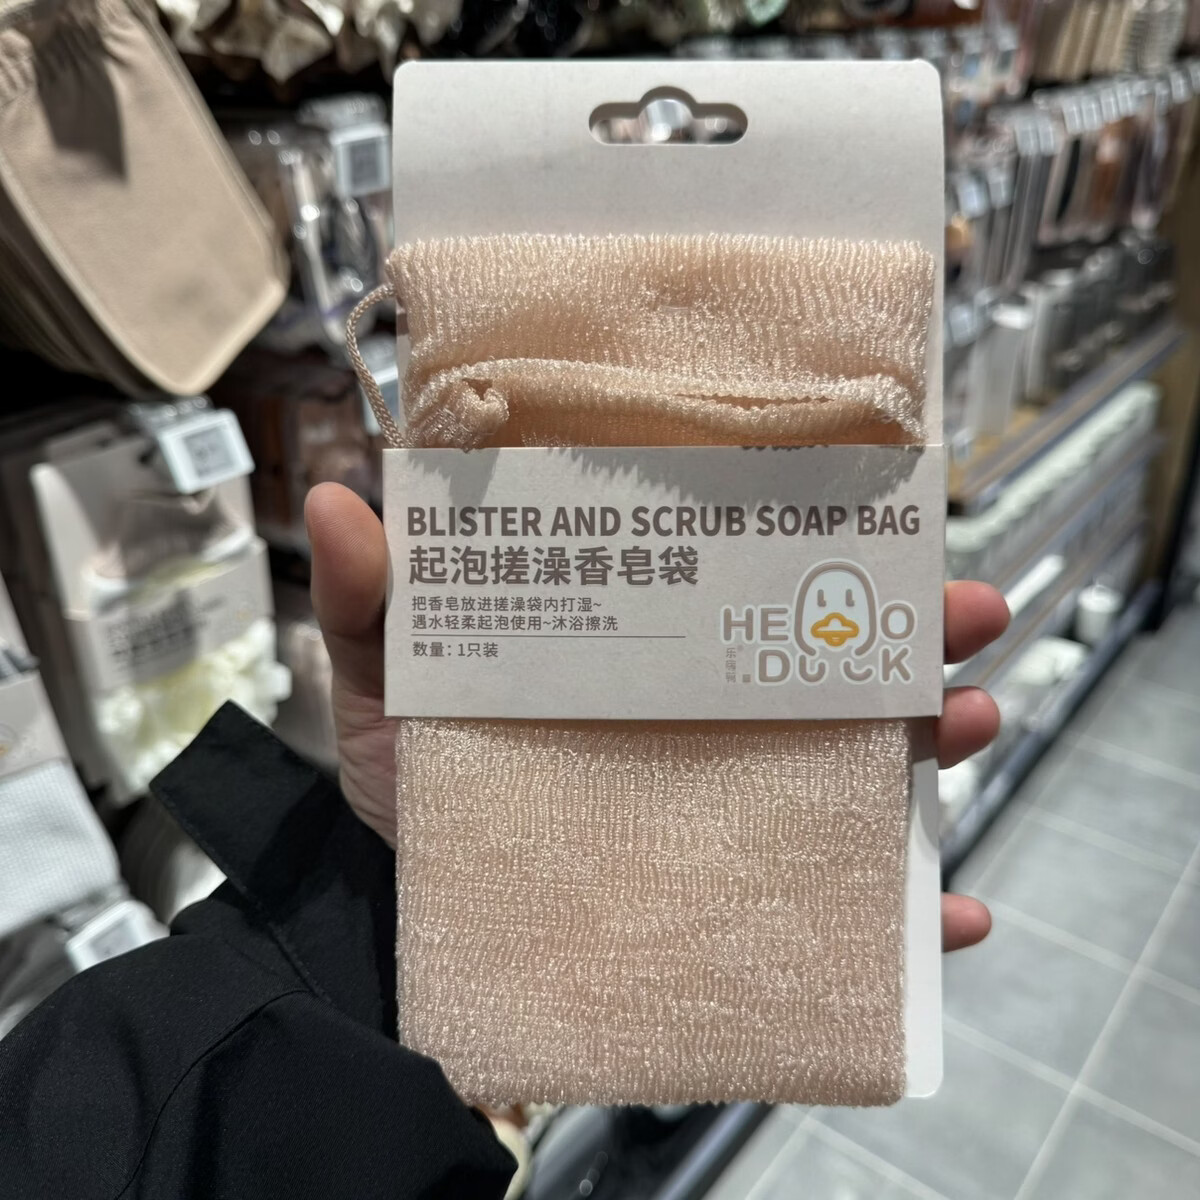 BLISTER AND SCRUB SOAP BAG
起泡搓澡香皂袋
把香皂放进搓澡袋内打湿~
遇水轻柔起泡使用~沐浴擦洗
数量：1只装
HELLO
DUCK
乐嗨鸭